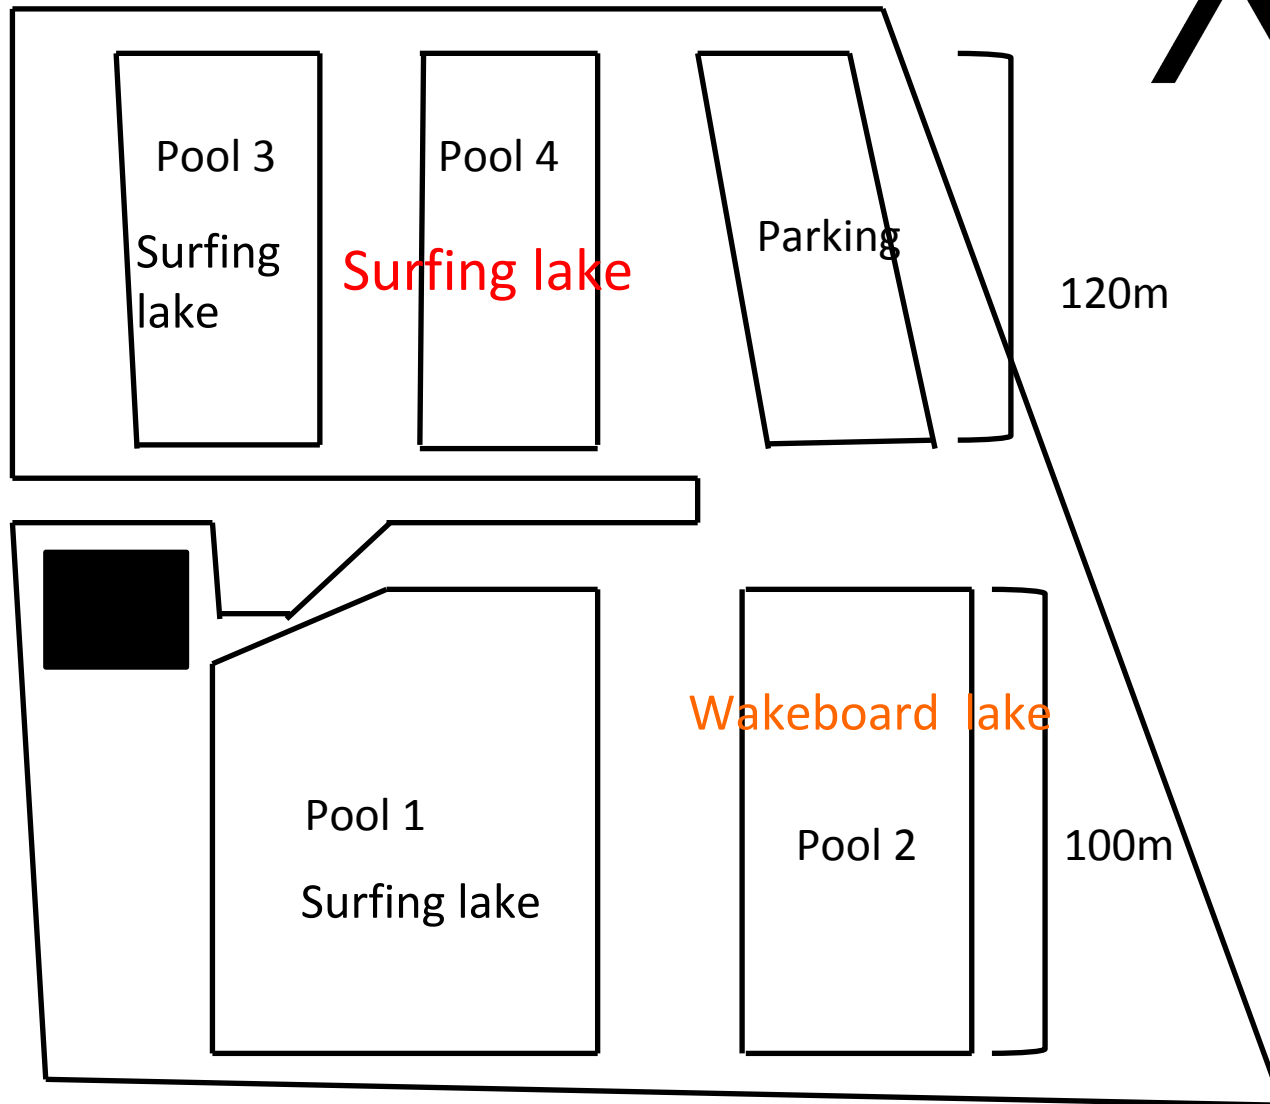 Pool 3
Surfing
lake
Pool 4
Surfing lake
Parking
120m
Wakeboard  lake
Pool 1
Surfing lake
Pool 2
100m